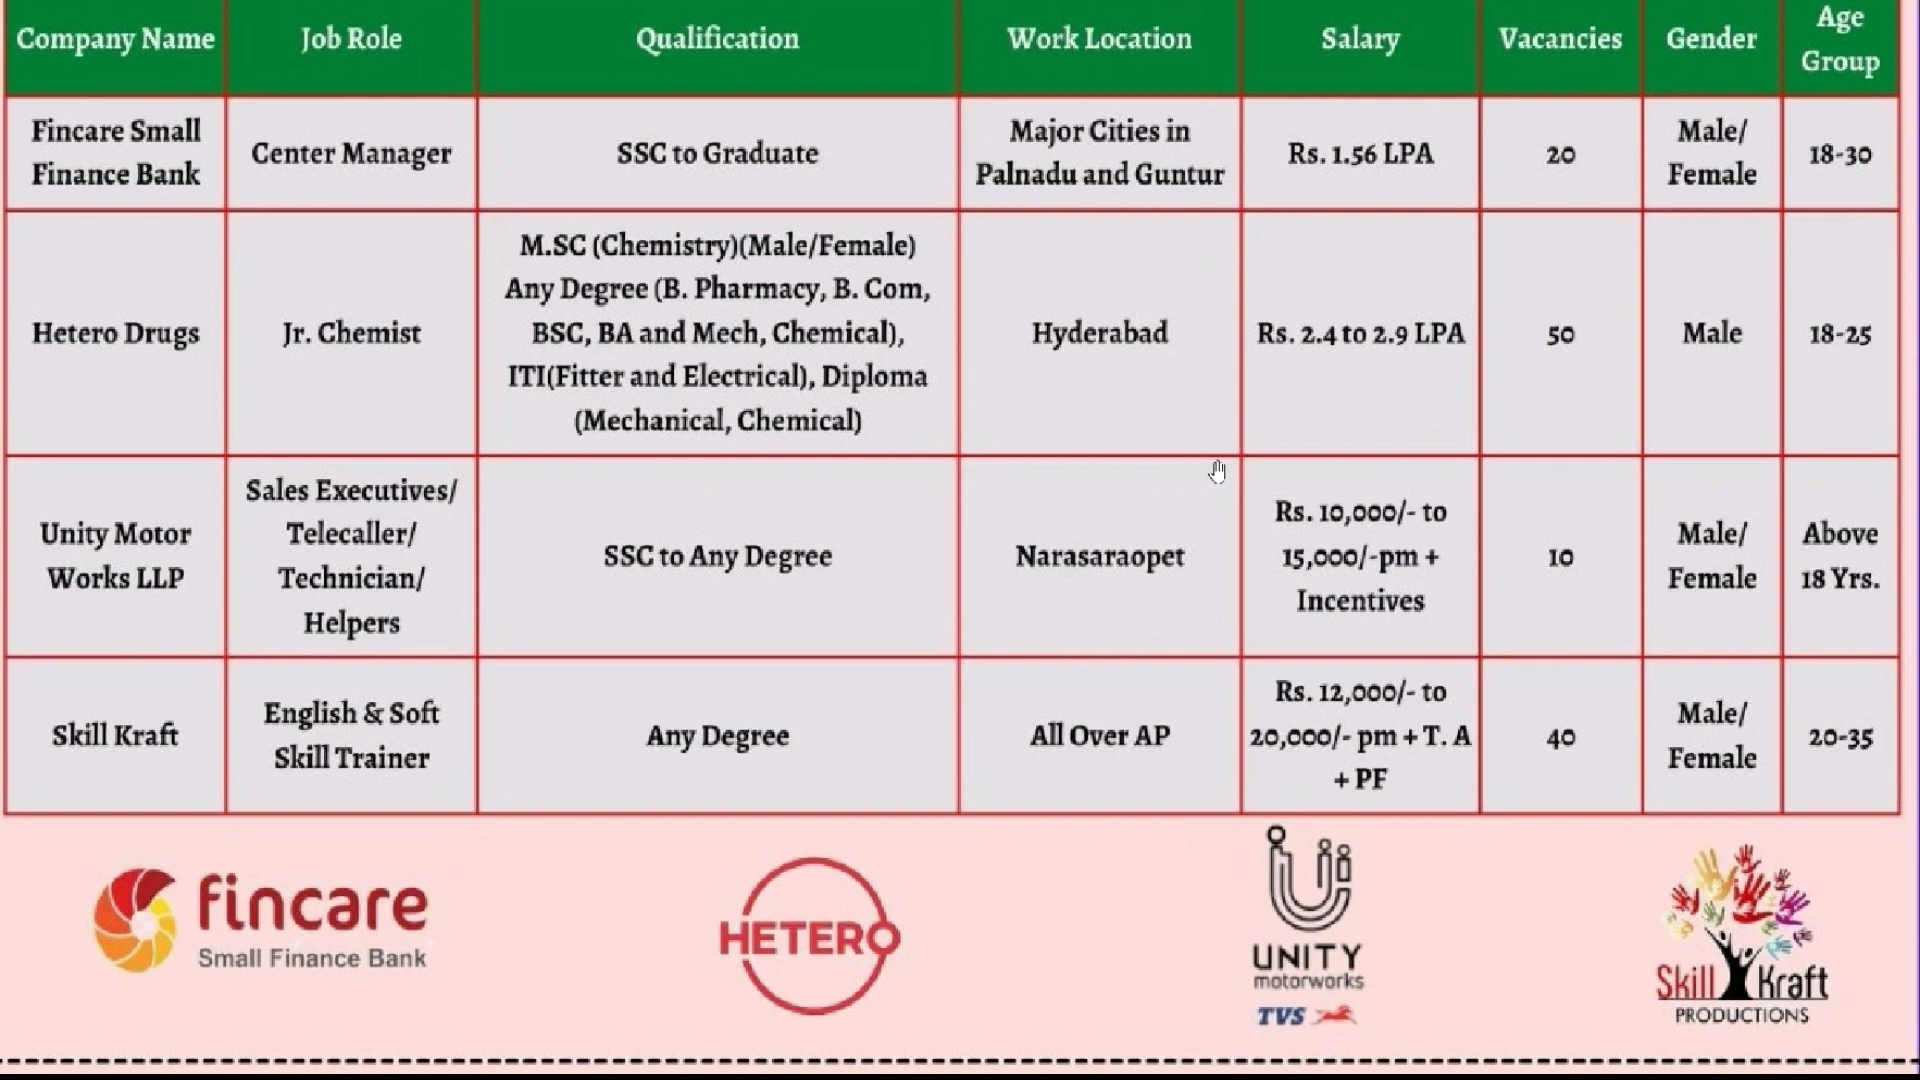 Company Name
Job Role
Qualification
Work Location
Salary
Vacancies
Gender
Age
Group
Fincare Small
Finance Bank
Center Manager
SSC to Graduate
Major Cities in
Palnadu and Guntur
Rs. 1.56 LPA
20
Male/
Female
18-30
Hetero Drugs
Jr. Chemist
M.SC (Chemistry)(Male/Female)
Any Degree (B. Pharmacy, B. Com,
BSC, BA and Mech, Chemical),
ITI(Fitter and Electrical), Diploma
(Mechanical, Chemical)
Hyderabad
Rs. 2.4 to 2.9 LPA
50
Male
18-25
Unity Motor
Works LLP
Sales Executives/
Telecaller/
Technician/
Helpers
SSC to Any Degree
Narasaraopet
Rs. 10,000/- to
15,000/-pm +
Incentives
10
Male/
Female
Above
18 Yrs.
Skill Kraft
English & Soft
Skill Trainer
Any Degree
All Over AP
Rs. 12,000/- to
20,000/- pm + T. A
+ PF
40
Male/
Female
20-35
fincare
Small Finance Bank
HETERO
UNITY
motorworks
TVS
Skill Kraft
PRODUCTIONS